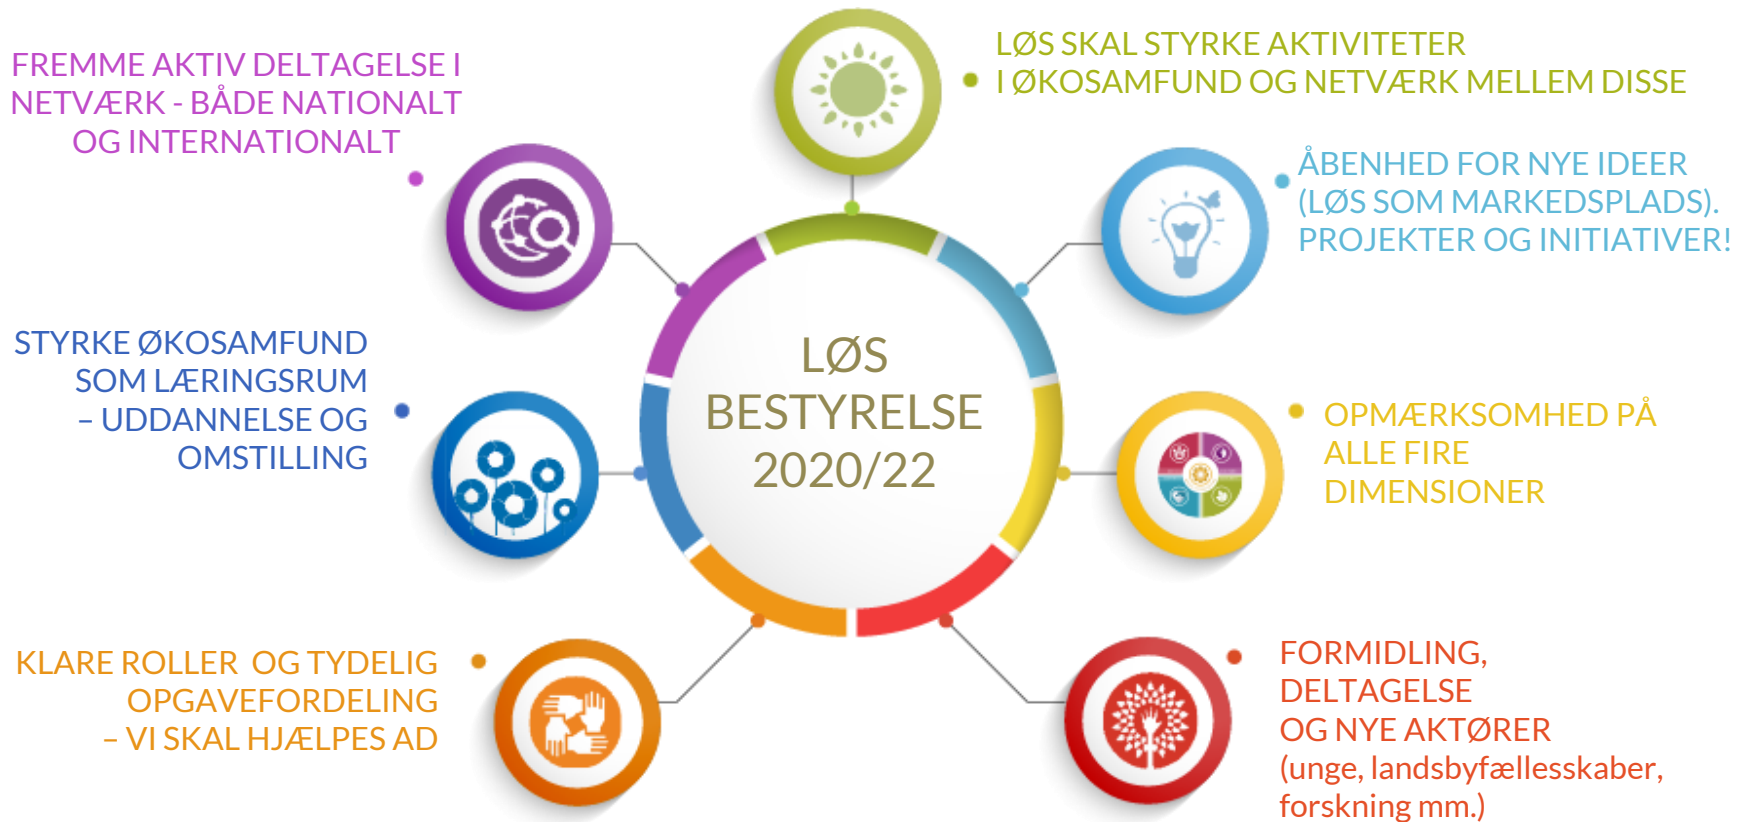 LØS SKAL STYRKE AKTIVITETER
I ØKOSAMFUND OG NETVÆRK MELLEM DISSE
FREMME AKTIV DELTAGELSE I
NETVÆRK - BÅDE NATIONALT
OG INTERNATIONALT
ÅBENHED FOR NYE IDEER
(LØS SOM MARKEDSPLADS).
PROJEKTER OG INITIATIVER!
STYRKE ØKOSAMFUND
SOM LÆRINGSRUM
– UDDANNELSE OG
OMSTILLING
LØS
BESTYRELSE
2020/22
OPMÆRKSOMHED PÅ
ALLE FIRE
DIMENSIONER
KLARE ROLLER OG TYDELIG
OPGAVEFORDELING
– VI SKAL HJÆLPES AD
FORMIDLING,
DELTAGELSE
OG NYE AKTØRER
(unge, landsbyfællesskaber,
forskning mm.)